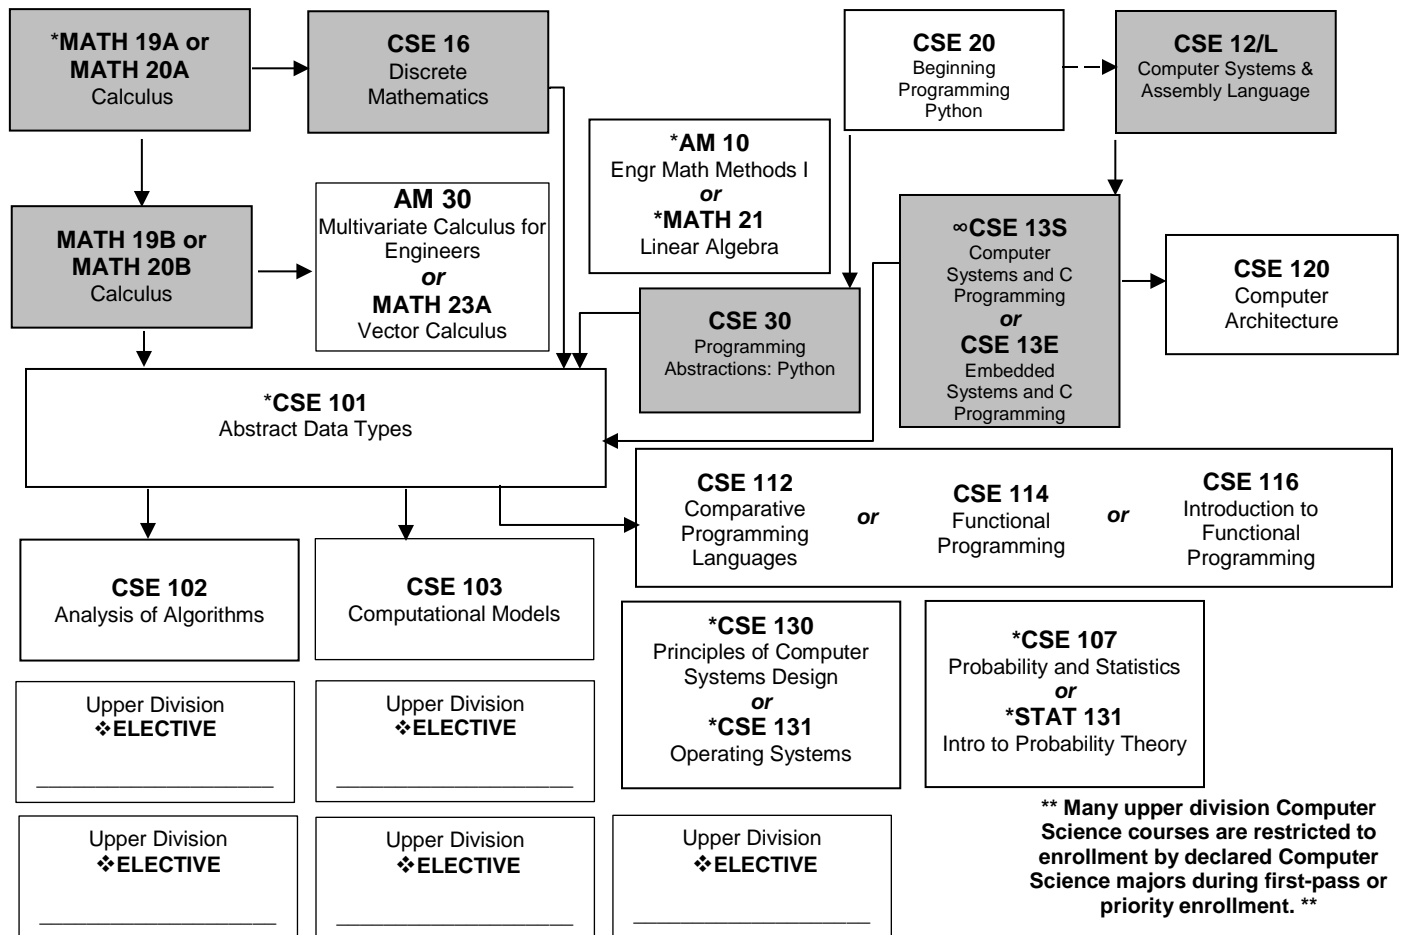 *MATH 19A or
MATH 20A
Calculus
CSE 16
Discrete
Mathematics
CSE 20
Beginning
Programming
Python
CSE 12/L
Computer Systems &
Assembly Language
*AM 10
Engr Math Methods I
or
*MATH 21
Linear Algebra
MATH 19B or
MATH 20B
Calculus
AM 30
Multivariate Calculus for
Engineers
or
MATH 23A
Vector Calculus
∞CSE 13S
Computer
Systems and C
Programming
or
CSE 13E
Embedded
Systems and C
Programming
CSE 120
Computer
Architecture
CSE 30
Programming
Abstractions: Python
*CSE 101
Abstract Data Types
CSE 112
Comparative
Programming
Languages
or
CSE 114
Functional
Programming
or
CSE 116
Introduction to
Functional
Programming
CSE 102
Analysis of Algorithms
CSE 103
Computational Models
*CSE 130
Principles of Computer
Systems Design
or
*CSE 131
Operating Systems
*CSE 107
Probability and Statistics
or
*STAT 131
Intro to Probability Theory
Upper Division
❖ELECTIVE
Upper Division
❖ELECTIVE
Upper Division
❖ELECTIVE
Upper Division
❖ELECTIVE
Upper Division
❖ELECTIVE
** Many upper division Computer
Science courses are restricted to
enrollment by declared Computer
Science majors during first-pass or
priority enrollment. **